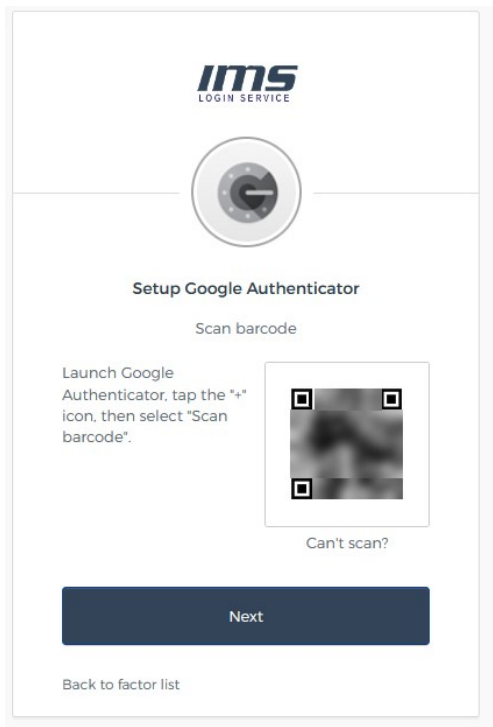 ims
LOGIN SERVICE
Setup Google Authenticator
Scan barcode
Launch Google
Authenticator, tap the "+"
icon, then select "Scan
barcode".
Can't scan?
Next
Back to factor list